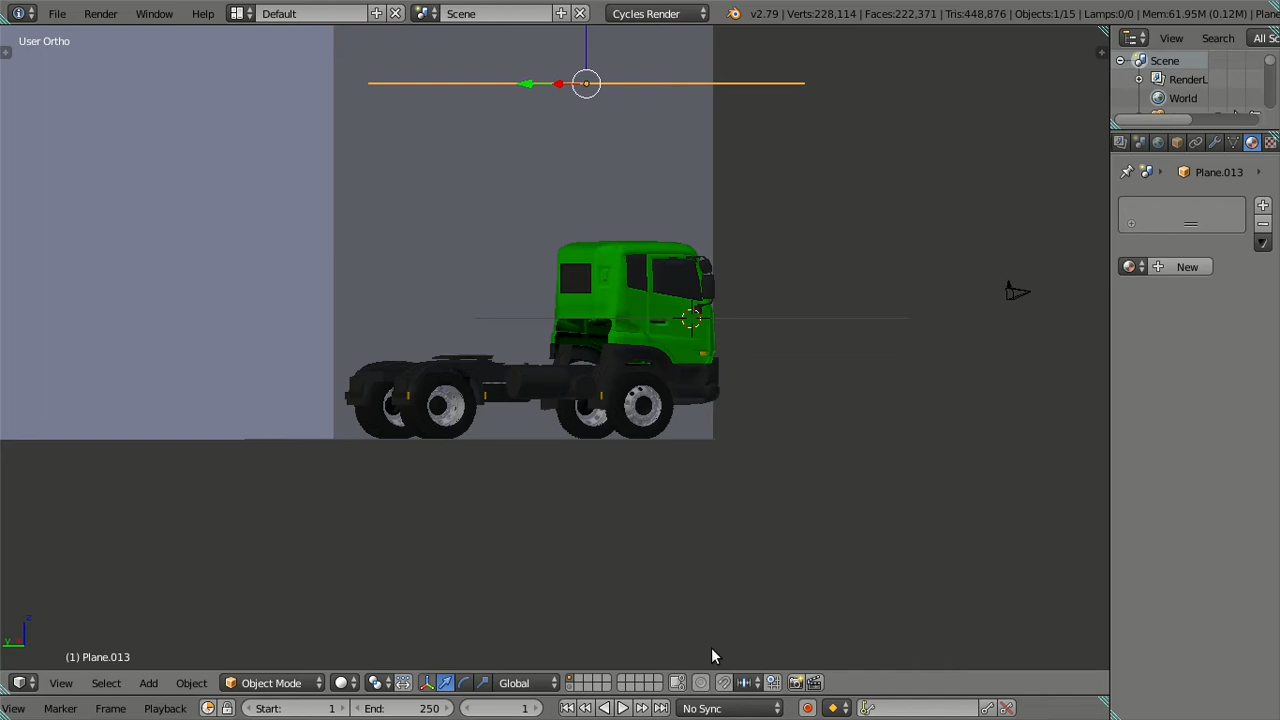 File Render Window Help Default Scene Cycles Render v2.79 | Verts:228,114 | Faces:222,371 | Tris:448,876 | Objects:1/15 | Lamps:0/0 | Mem:61.95M (0.12M) | Plane
User Ortho
View Search All Sc
Scene
RenderL
World
Plane.013
New
z
y
(1) Plane.013
View Select Add Object Object Mode Global
View Marker Frame Playback Start: 1 End: 250 1 No Sync